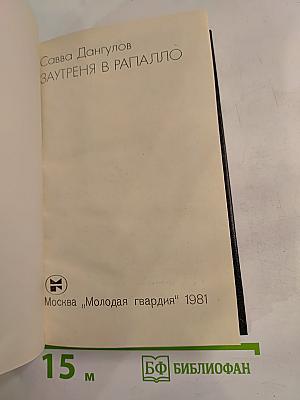 Савва Дангулов
ЗАУТРЕНЯ В РАПАЛЛО
Москва „Молодая гвардия" 1981
15 м
БФ БИБЛИОФАН